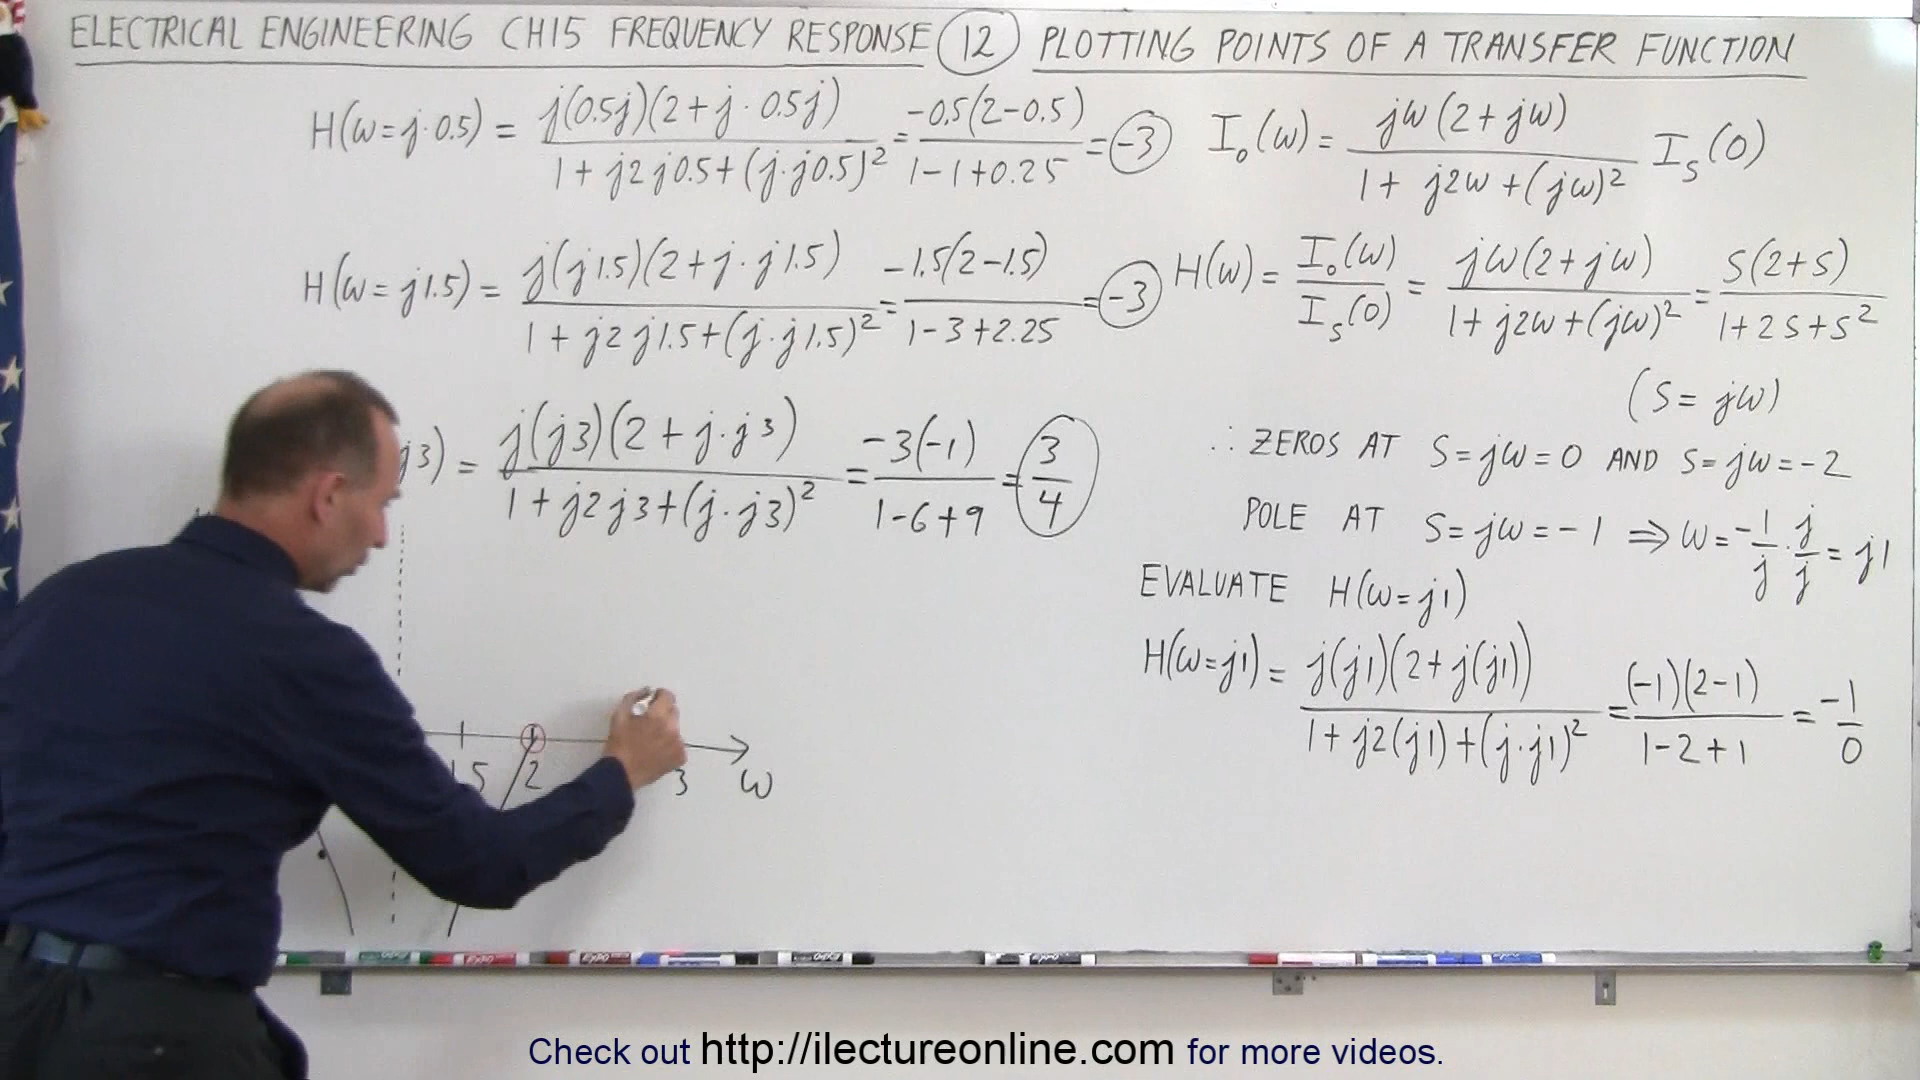 ELECTRICAL ENGINEERING CH15 FREQUENCY RESPONSE 12 PLOTTING POINTS OF A TRANSFER FUNCTION
H(ω=j·0.5) = j(0.5j)(2+j·0.5j) / 1+j2j0.5+(j·j0.5)² = -0.5(2-0.5) / 1-1+0.25 = -3
H(ω=j1.5) = j(j1.5)(2+j·j1.5) / 1+j2j1.5+(j·j1.5)² = -1.5(2-1.5) / 1-3+2.25 = -3
j3) = j(j3)(2+j·j3) / 1+j2j3+(j·j3)² = -3(-1) / 1-6+9 = 3/4
1.5 2 3 ω
I₀(ω) = jω(2+jω) / 1+j2ω+(jω)² Iₛ(0)
H(ω) = I₀(ω) / Iₛ(0) = jω(2+jω) / 1+j2ω+(jω)² = S(2+S) / 1+2S+S²
(S=jω)
∴ ZEROS AT S=jω=0 AND S=jω=-2
POLE AT S=jω=-1 ⇒ ω=-1/j·j/j=j1
EVALUATE H(ω=j1)
H(ω=j1) = j(j1)(2+j(j1)) / 1+j2(j1)+(j·j1)² = (-1)(2-1) / 1-2+1 = -1/0
Check out http://ilectureonline.com for more videos.